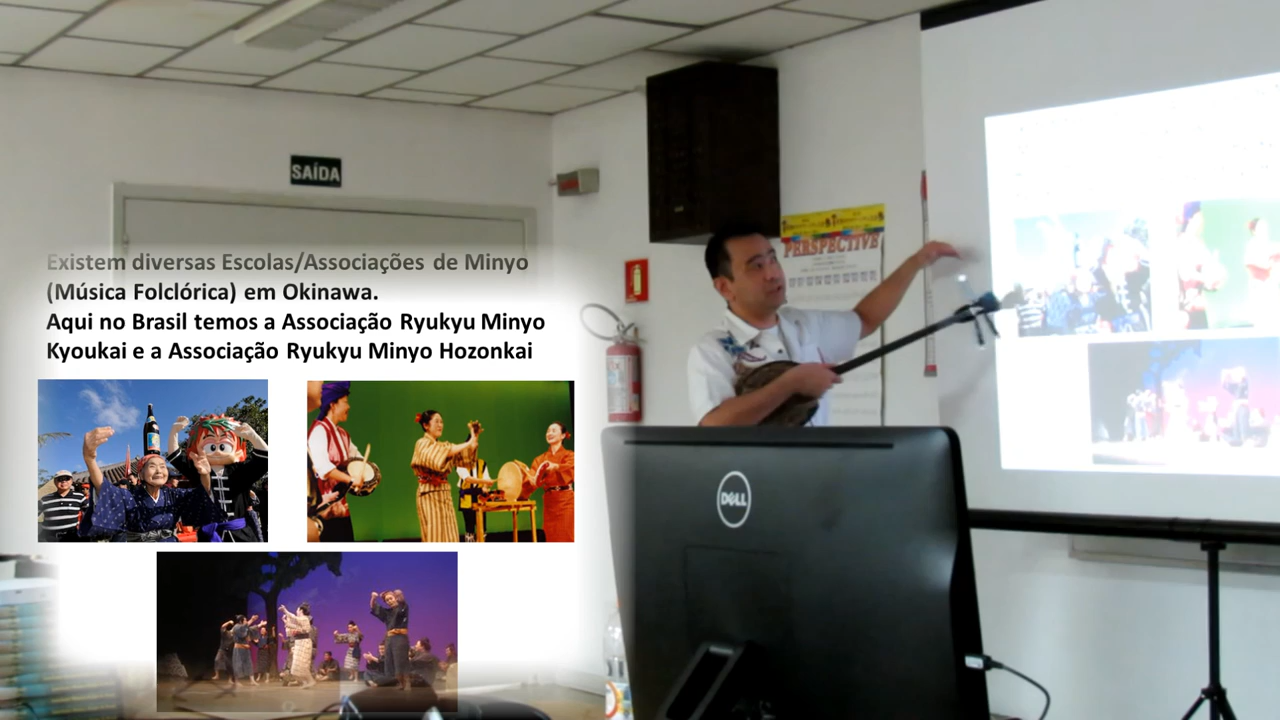 SAÍDA
PERSPECTIVE
Existem diversas Escolas/Associações de Minyo
(Música Folclórica) em Okinawa.
Aqui no Brasil temos a Associação Ryukyu Minyo
Kyoukai e a Associação Ryukyu Minyo Hozonkai
DELL